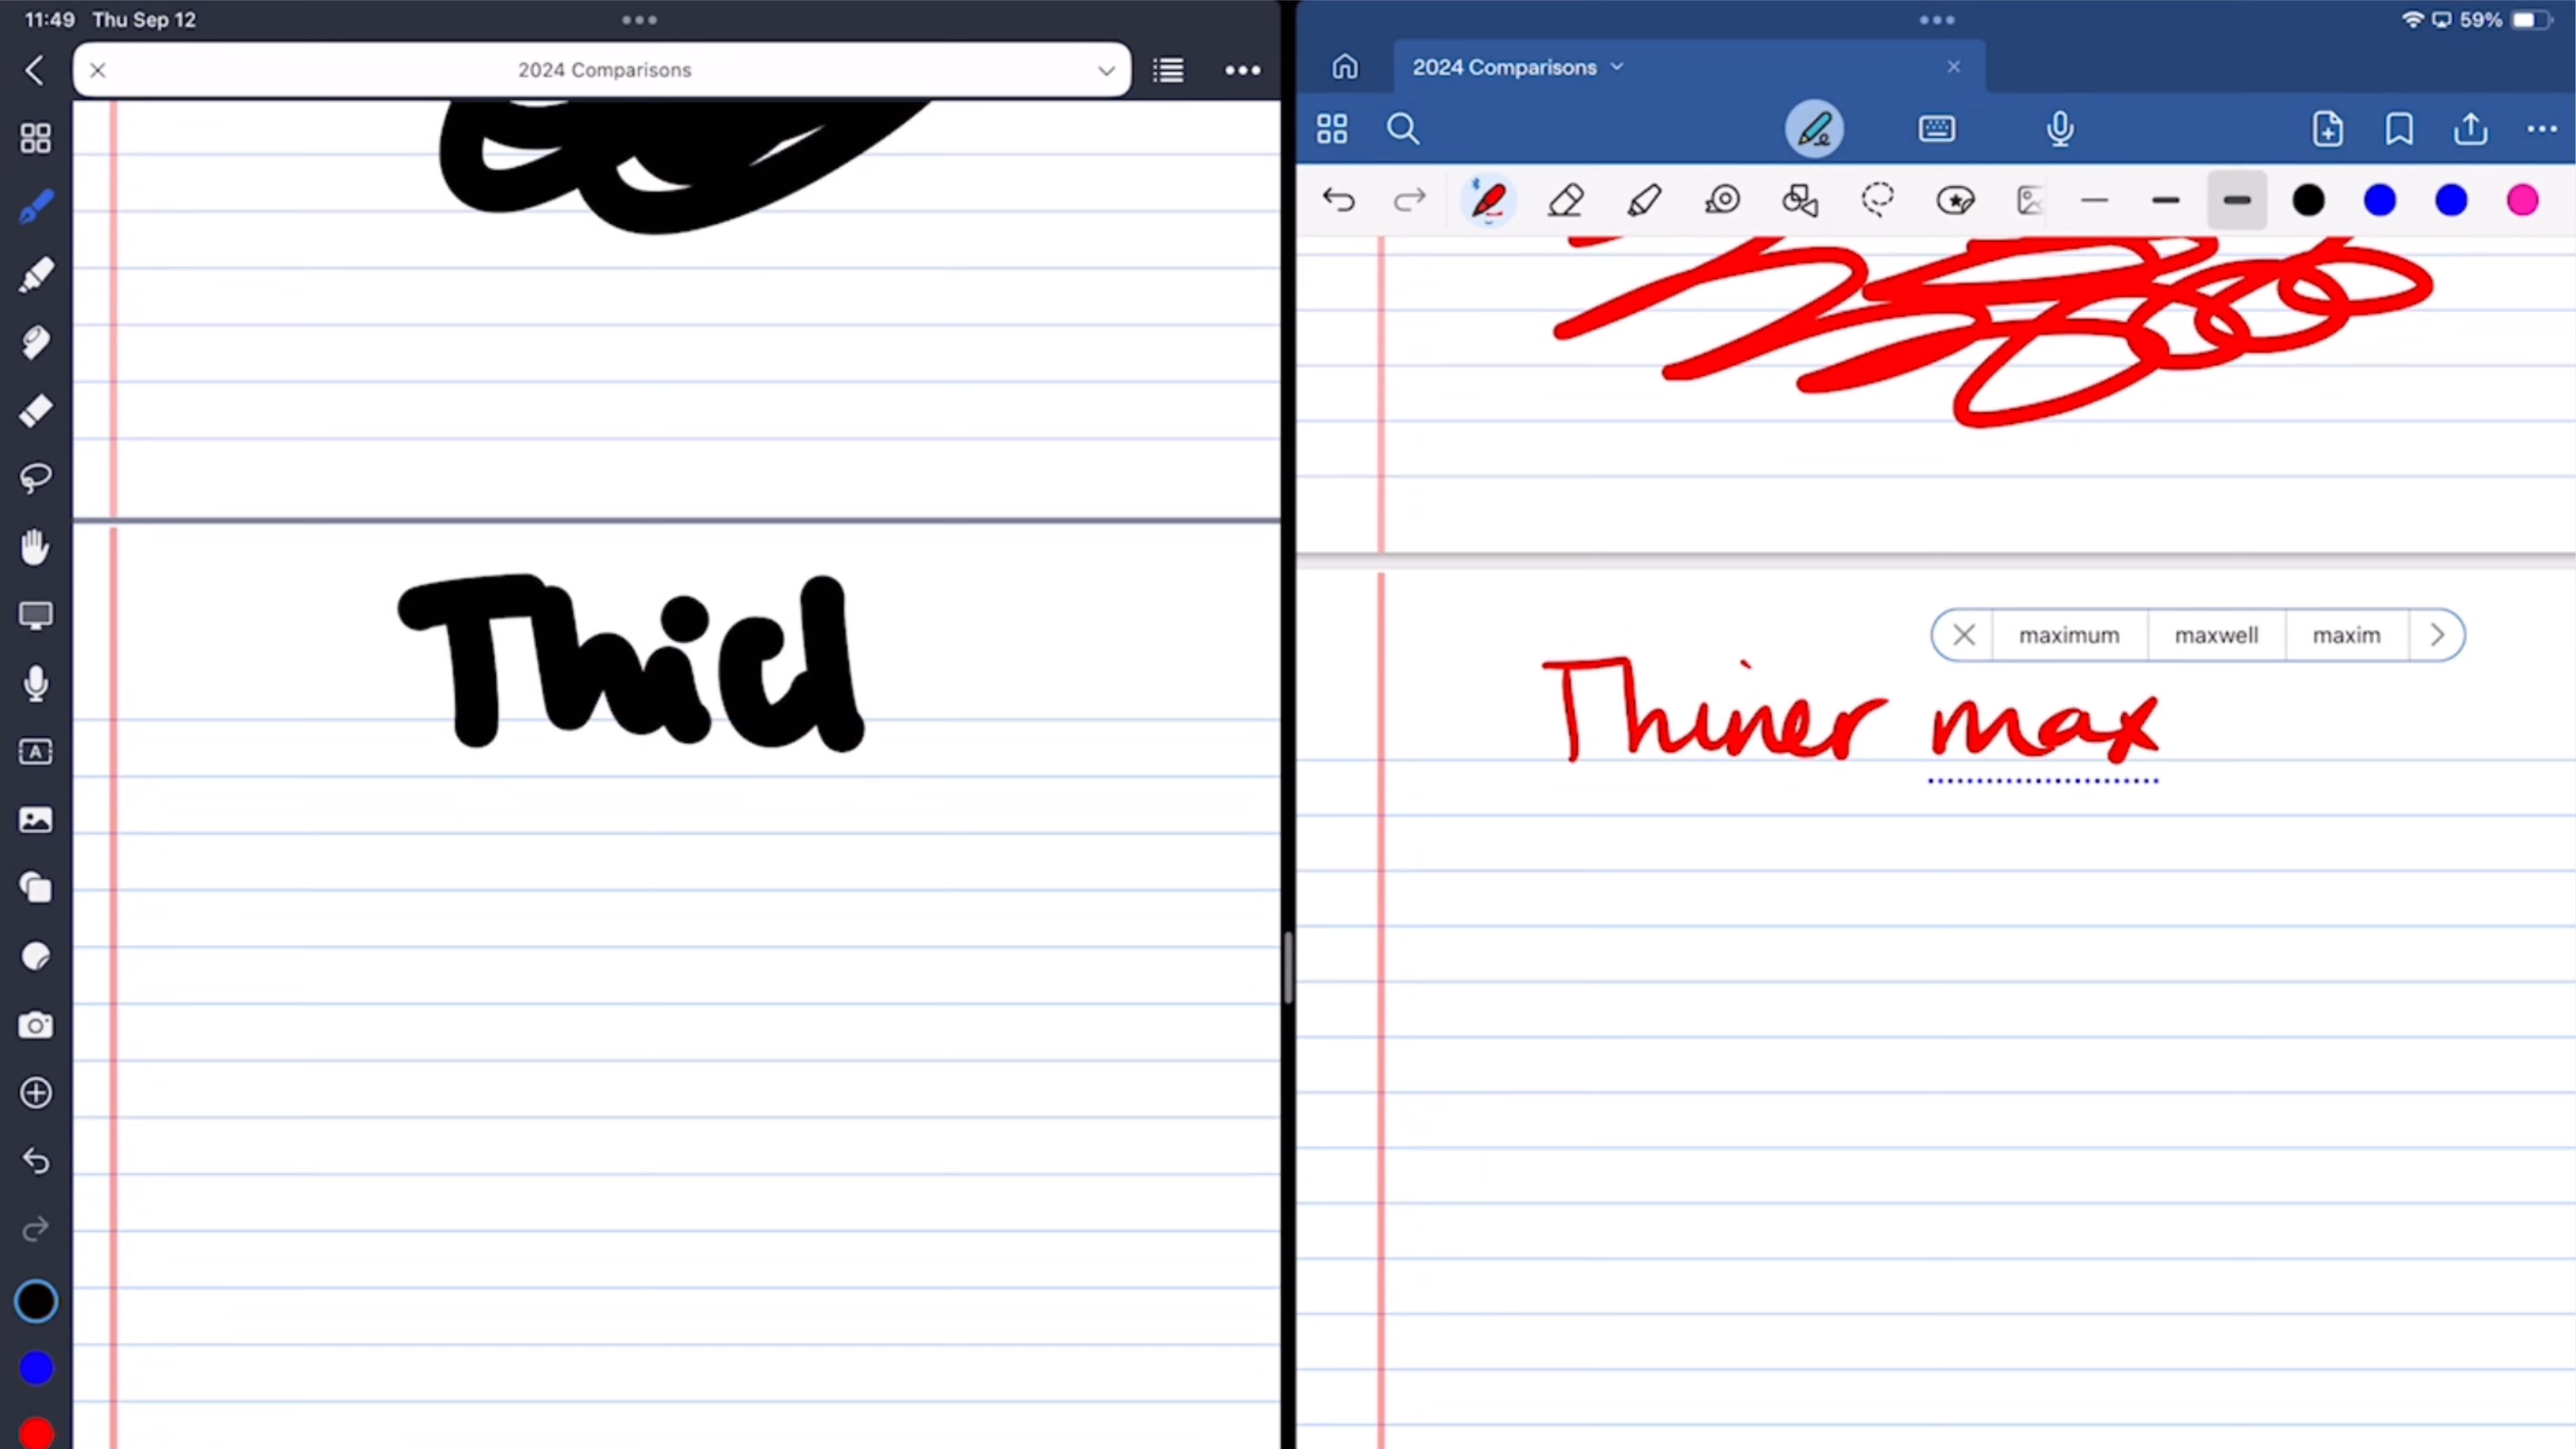 11:49 Thu Sep 12
59%
2024 Comparisons
2024 Comparisons
A
Thicl
maximum maxwell maxim
Thiner max